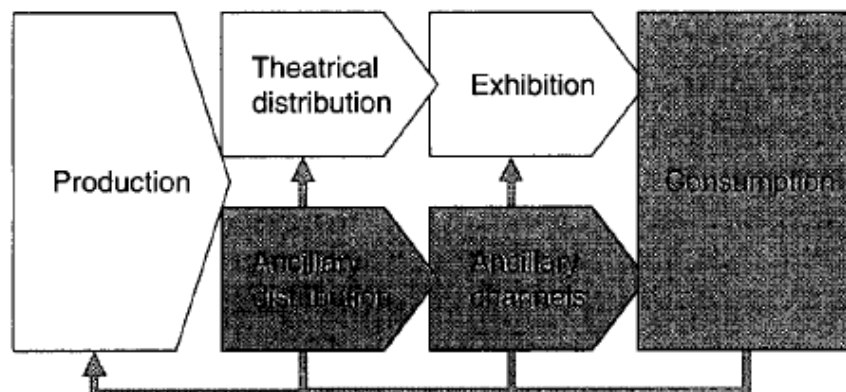 Theatrical
distribution
Exhibition
Production
Consumption
Ancillary
distribution
Ancillary
channels